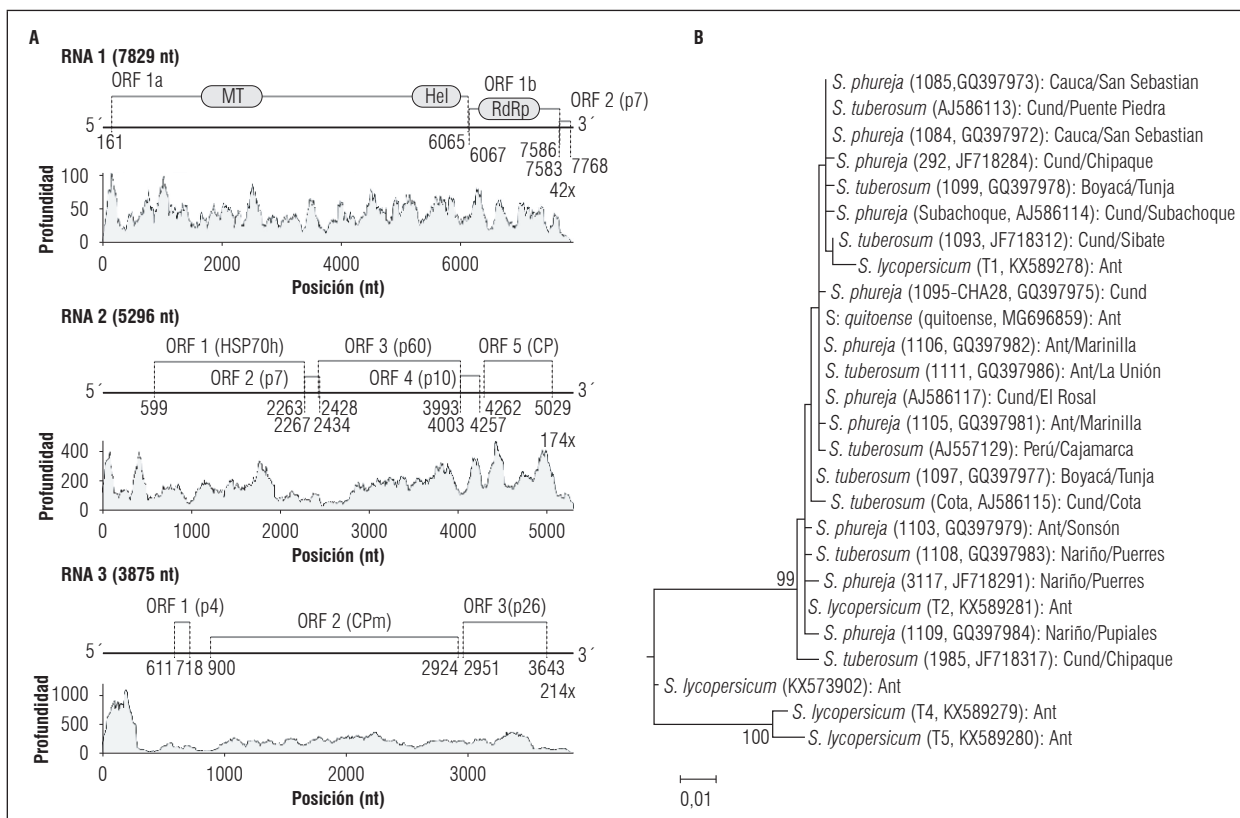 A
RNA 1 (7829 nt)
ORF 1a
ORF 1b
MT
Hel
RdRp
ORF 2 (p7)
5 ´
3 ´
161
6065
6067
7586
7583
7768
42x
Profundidad
100
50
0
0 2000 4000 6000
Posición (nt)
RNA 2 (5296 nt)
ORF 1 (HSP70h)
ORF 3 (p60)
ORF 5 (CP)
ORF 2 (p7)
ORF 4 (p10)
5 ´
3 ´
599
2263
2428
3993
4262
5029
2267
2434
4003
4257
174x
Profundidad
400
200
0
0 1000 2000 3000 4000 5000
Posición (nt)
RNA 3 (3875 nt)
ORF 1 (p4)
ORF 2 (CPm)
ORF 3(p26)
5 ´
3 ´
611
718
900
2924
2951
3643
214x
Profundidad
1000
500
0
0 1000 2000 3000
Posición (nt)
B
S. phureja (1085,GQ397973): Cauca/San Sebastian
S. tuberosum (AJ586113): Cund/Puente Piedra
S. phureja (1084, GQ397972): Cauca/San Sebastian
S. phureja (292, JF718284): Cund/Chipaque
S. tuberosum (1099, GQ397978): Boyacá/Tunja
S. phureja (Subachoque, AJ586114): Cund/Subachoque
S. tuberosum (1093, JF718312): Cund/Sibate
S. lycopersicum (T1, KX589278): Ant
S. phureja (1095-CHA28, GQ397975): Cund
S: quitoense (quitoense, MG696859): Ant
S. phureja (1106, GQ397982): Ant/Marinilla
S. tuberosum (1111, GQ397986): Ant/La Unión
S. phureja (AJ586117): Cund/El Rosal
S. phureja (1105, GQ397981): Ant/Marinilla
S. tuberosum (AJ557129): Perú/Cajamarca
S. tuberosum (1097, GQ397977): Boyacá/Tunja
S. tuberosum (Cota, AJ586115): Cund/Cota
S. phureja (1103, GQ397979): Ant/Sonsón
S. tuberosum (1108, GQ397983): Nariño/Puerres
99
S. phureja (3117, JF718291): Nariño/Puerres
S. lycopersicum (T2, KX589281): Ant
S. phureja (1109, GQ397984): Nariño/Pupiales
S. tuberosum (1985, JF718317): Cund/Chipaque
S. lycopersicum (KX573902): Ant
S. lycopersicum (T4, KX589279): Ant
100
S. lycopersicum (T5, KX589280): Ant
0,01